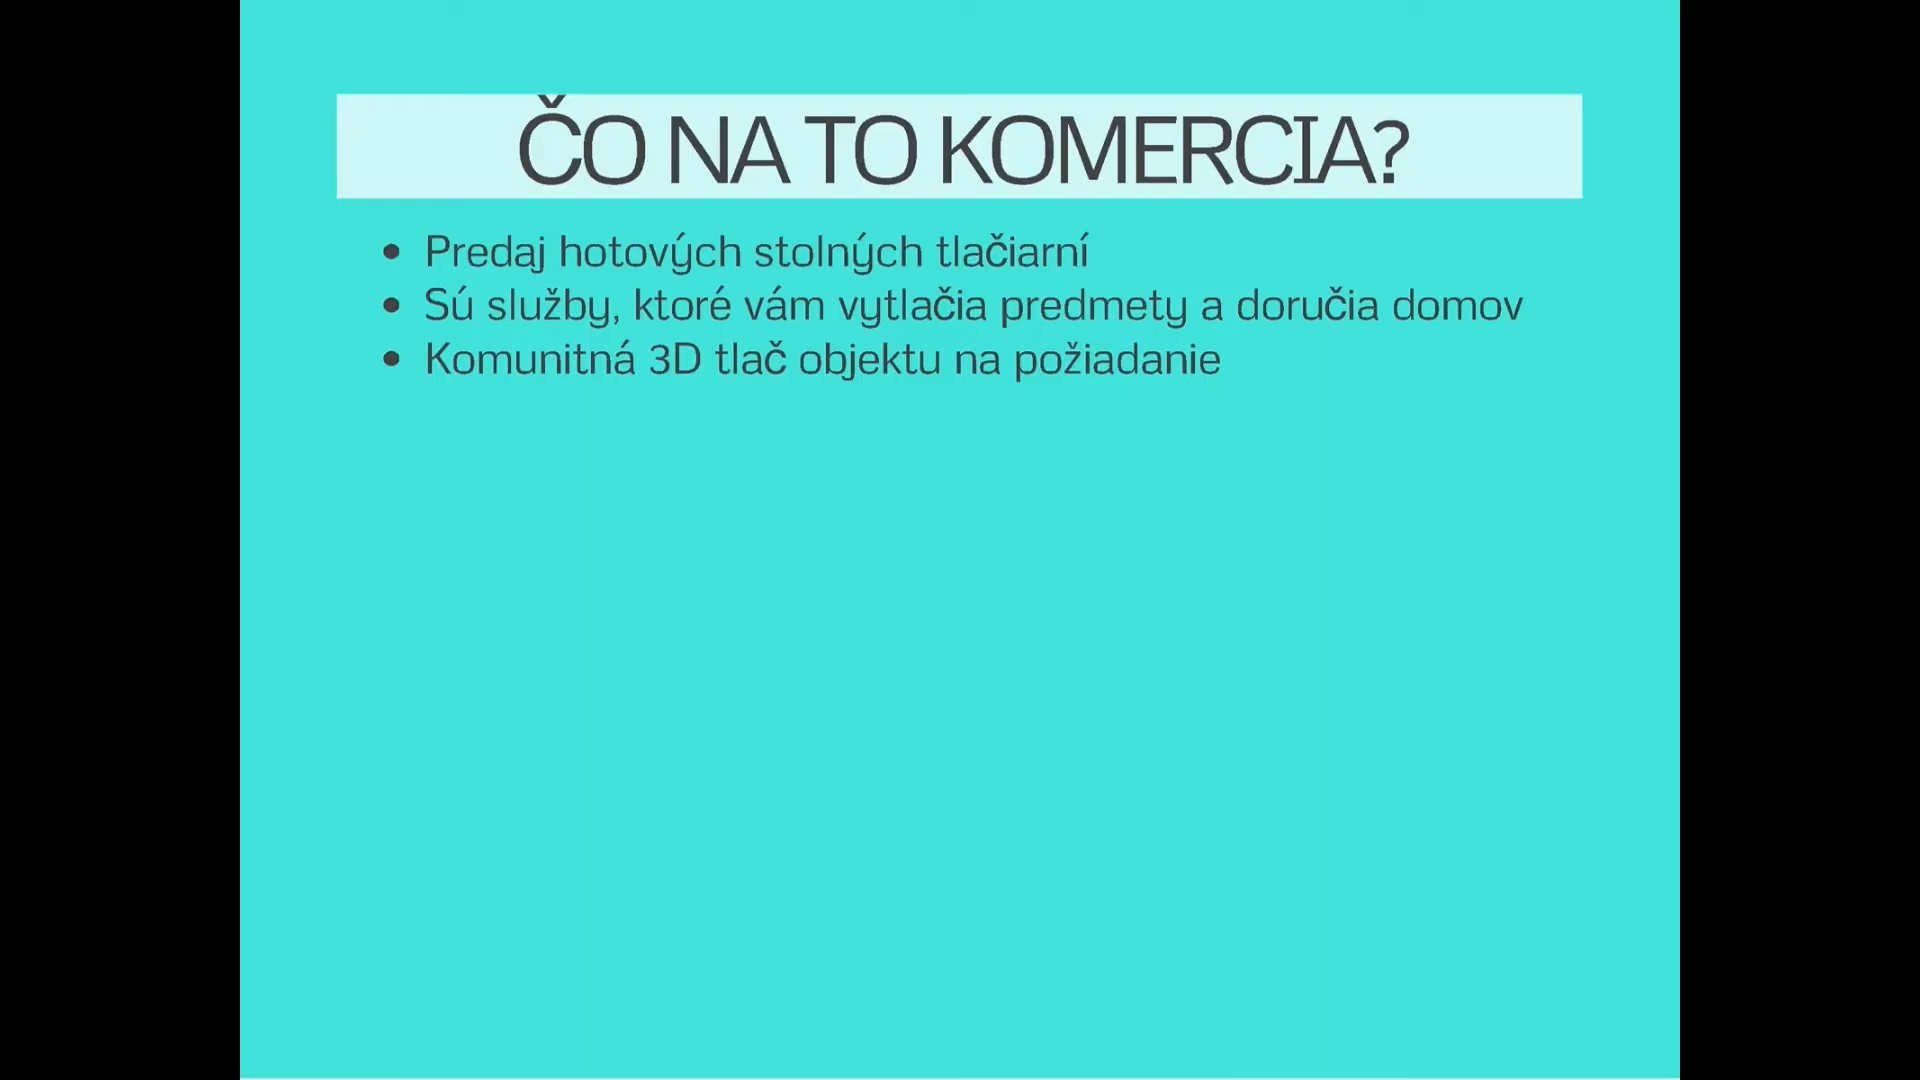 ČO NA TO KOMERCIA?
• Predaj hotových stolných tlačiarní
• Sú služby, ktoré vám vytlačia predmety a doručia domov
• Komunitná 3D tlač objektu na požiadanie